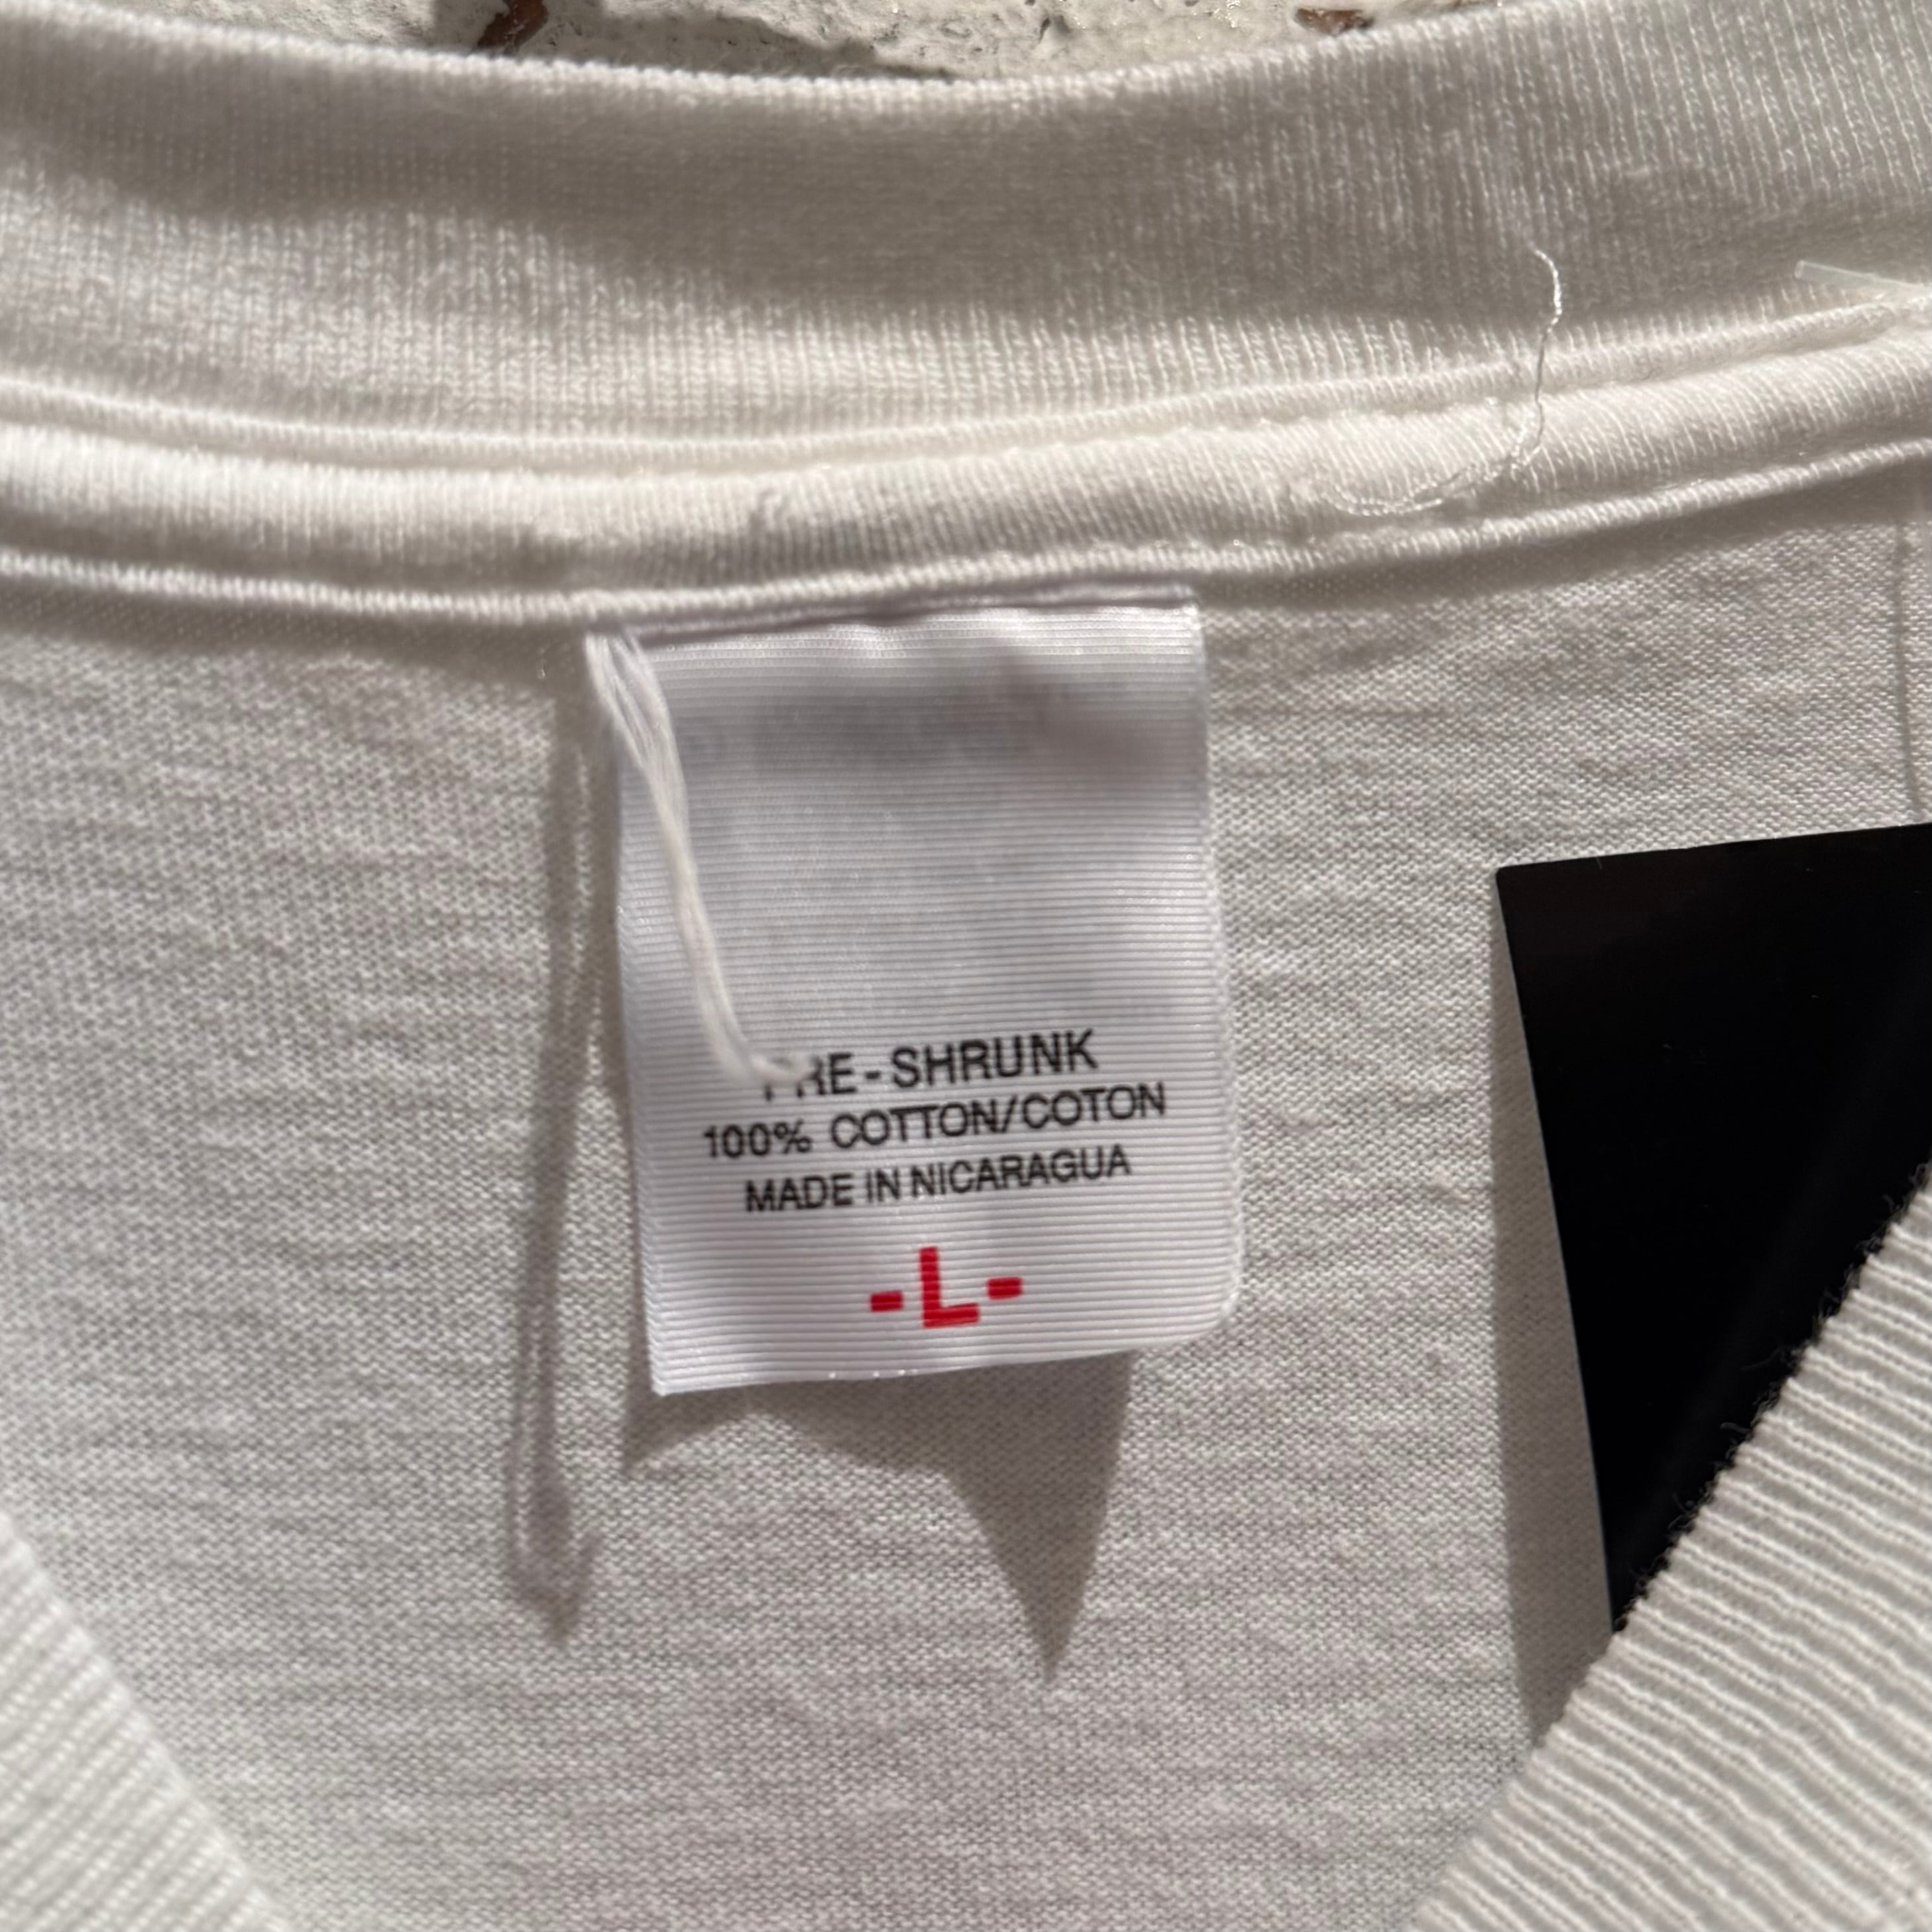 PRE-SHRUNK
100% COTTON/COTON
MADE IN NICARAGUA
-L-